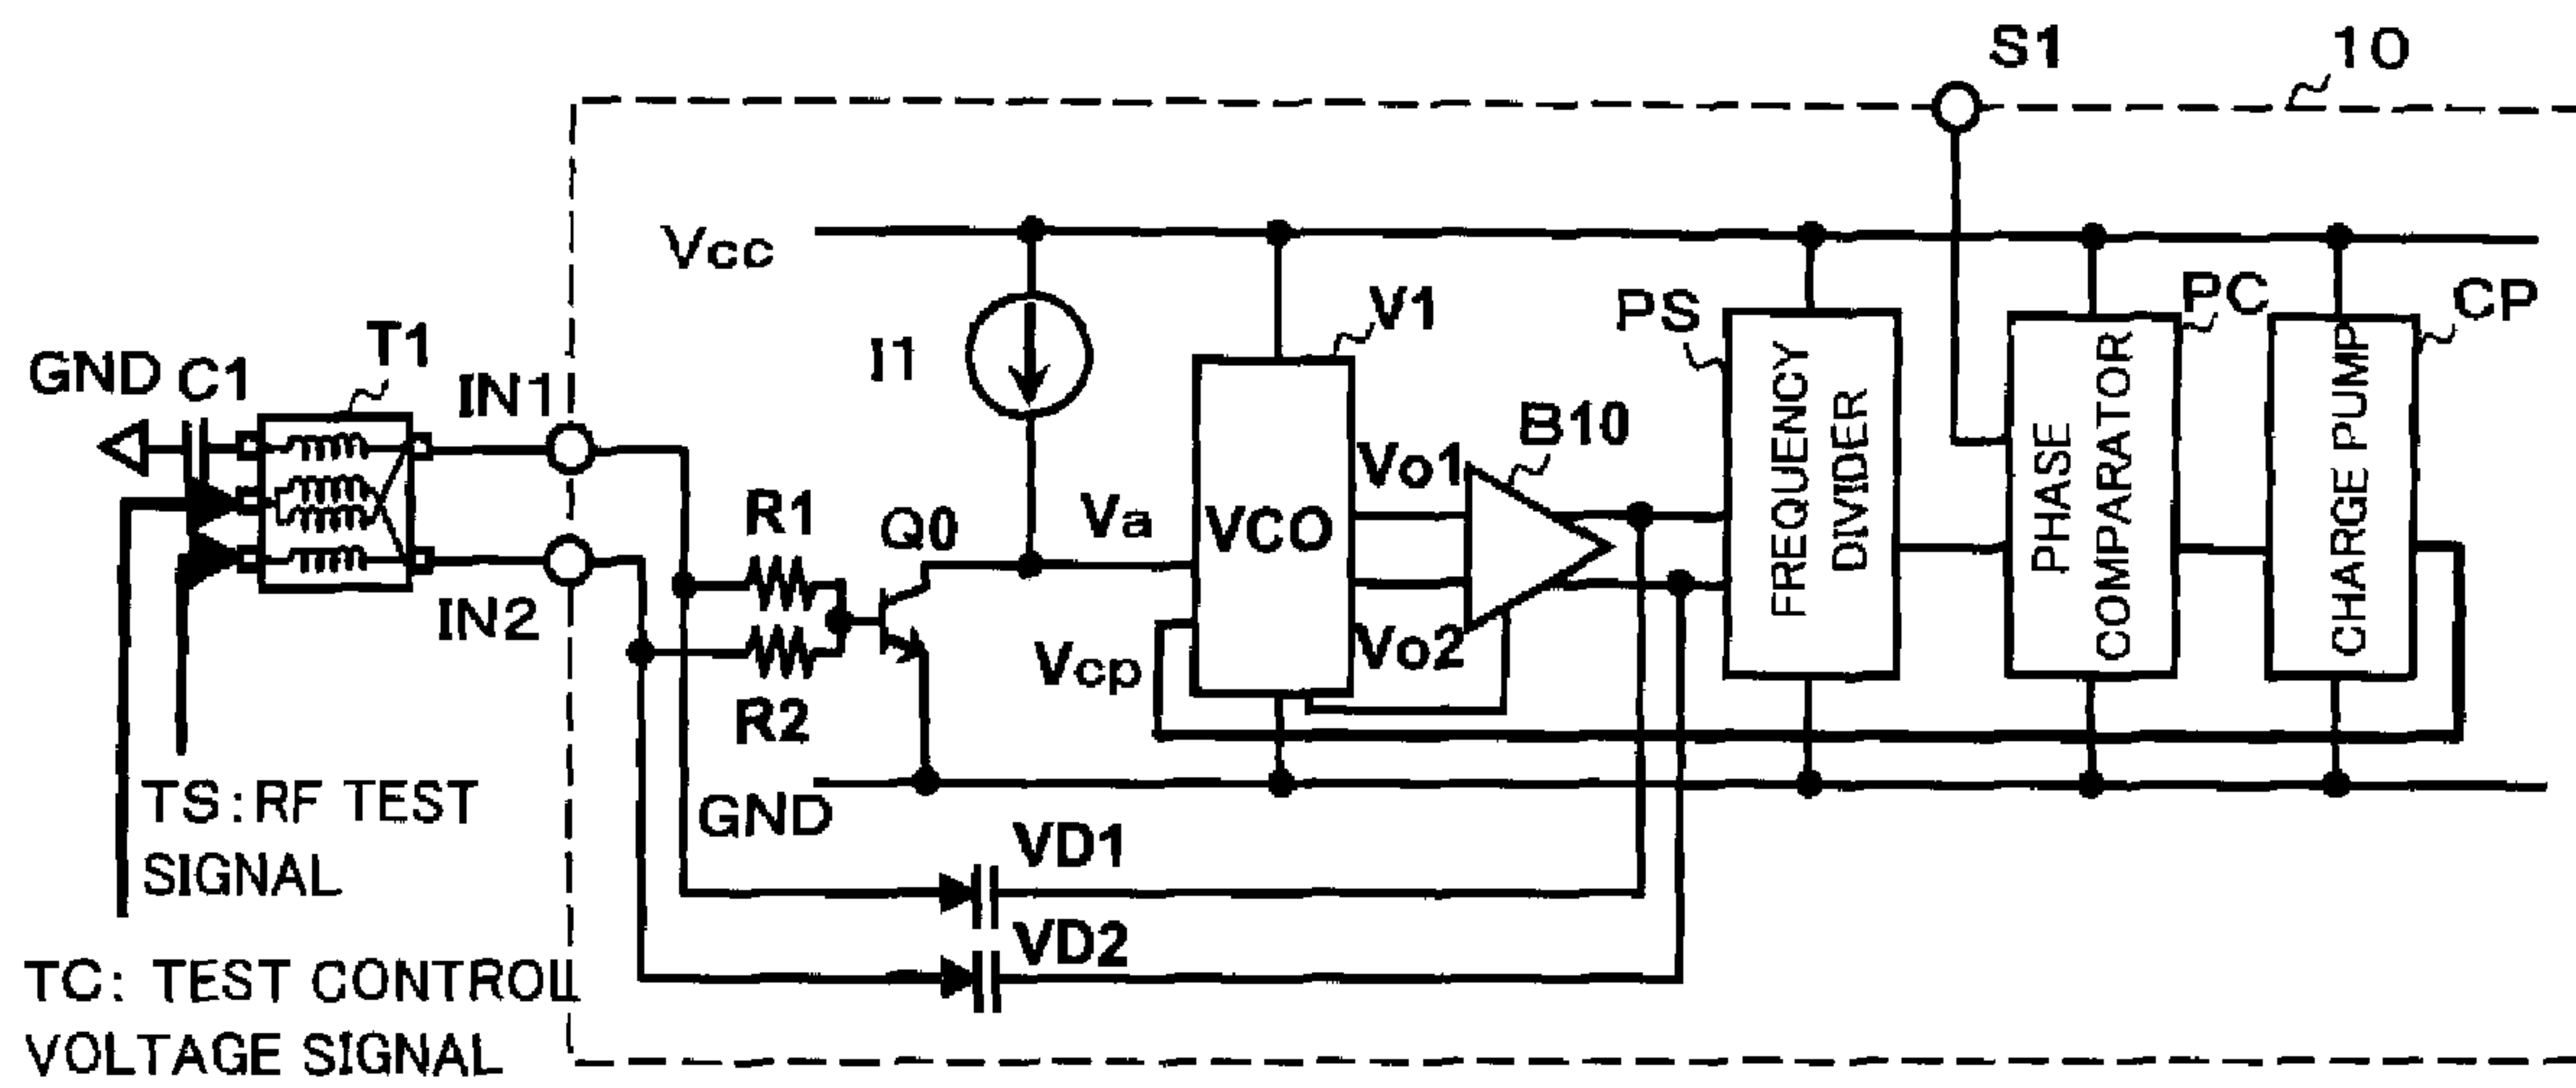 S1
10
Vcc
V1
PS
PC
CP
I1
T1
GND
C1
IN1
B10
Vo1
R1
Q0
Va
VCO
FREQUENCY
DIVIDER
PHASE
COMPARATOR
CHARGE PUMP
IN2
Vcp
Vo2
R2
TS:RF TEST
SIGNAL
GND
VD1
VD2
TC: TEST CONTROL
VOLTAGE SIGNAL